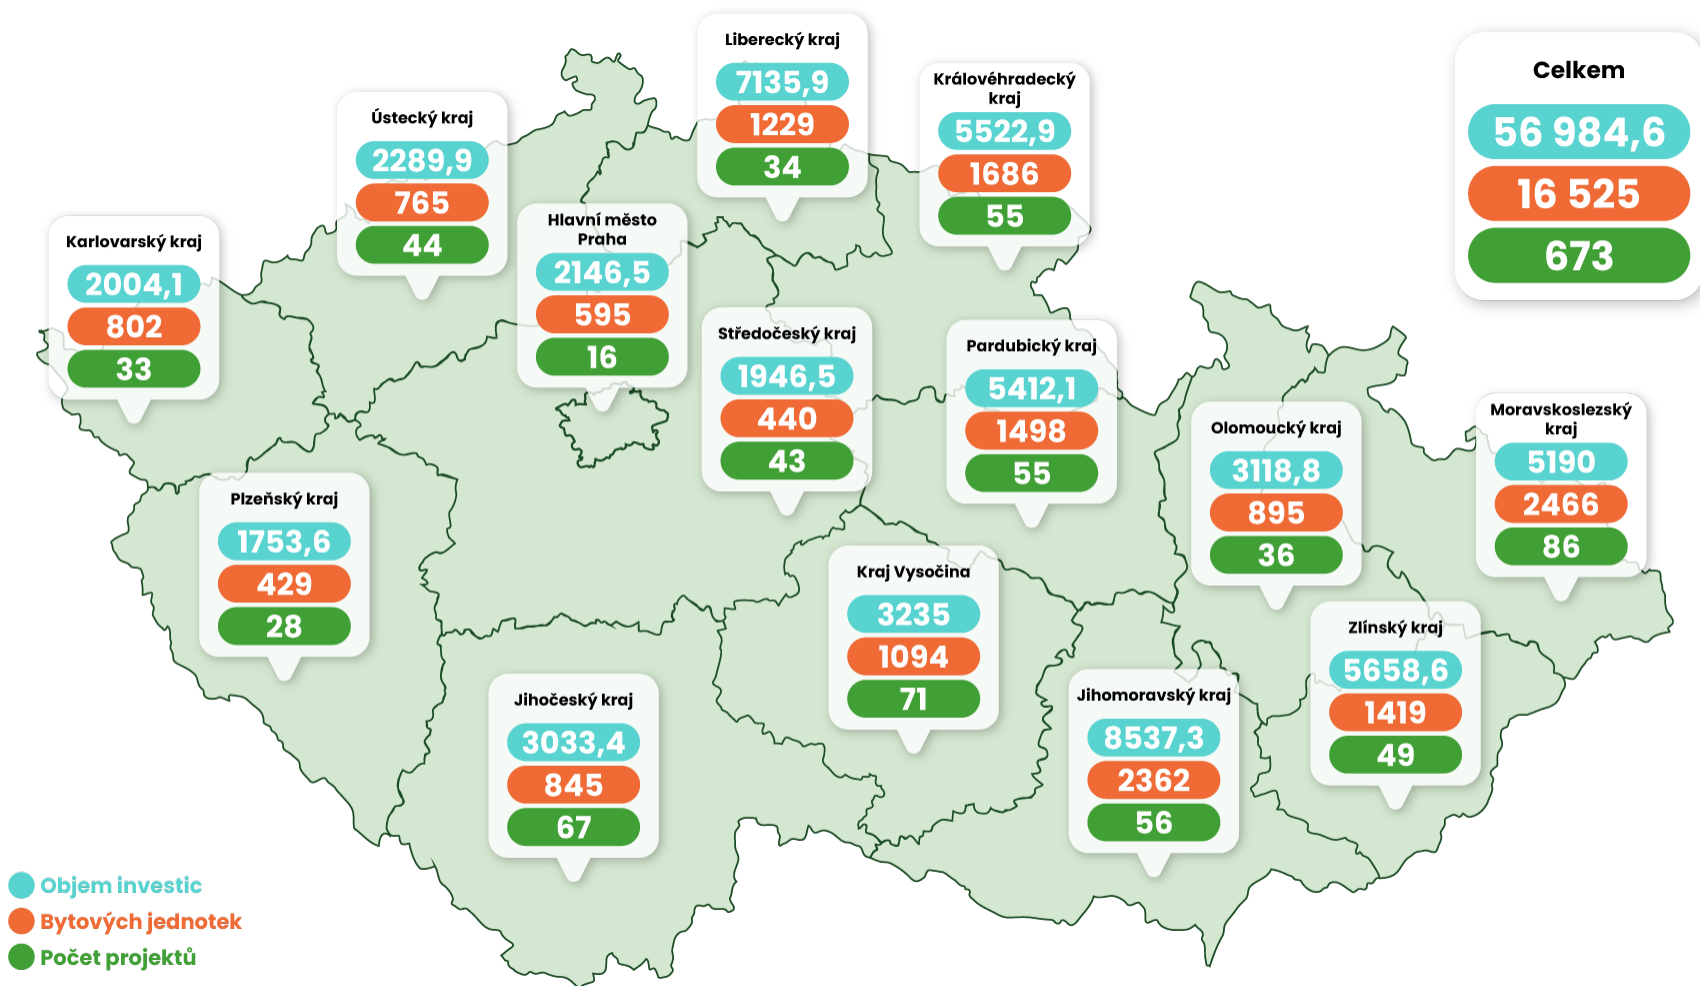 Liberecký kraj
7135,9
1229
34
Královéhradecký
kraj
5522,9
1686
55
Celkem
56 984,6
16 525
673
Ústecký kraj
2289,9
765
44
Hlavní město
Praha
2146,5
595
16
Karlovarský kraj
2004,1
802
33
Středočeský kraj
1946,5
440
43
Pardubický kraj
5412,1
1498
55
Olomoucký kraj
3118,8
895
36
Moravskoslezský
kraj
5190
2466
86
Plzeňský kraj
1753,6
429
28
Kraj Vysočina
3235
1094
71
Zlínský kraj
5658,6
1419
49
Jihočeský kraj
3033,4
845
67
Jihomoravský kraj
8537,3
2362
56
Objem investic
Bytových jednotek
Počet projektů